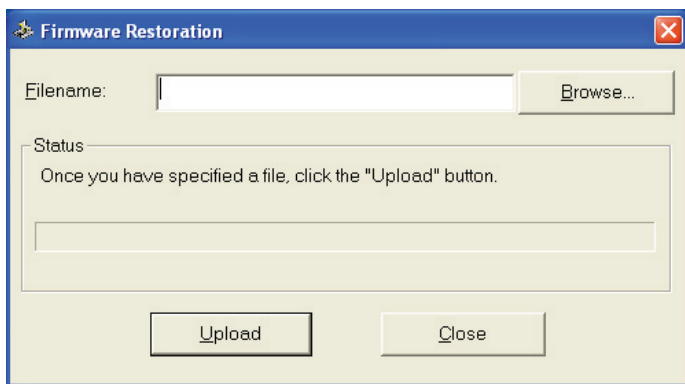 Firmware Restoration
Filename:
Browse...
Status
Once you have specified a file, click the "Upload" button.
Upload
Close